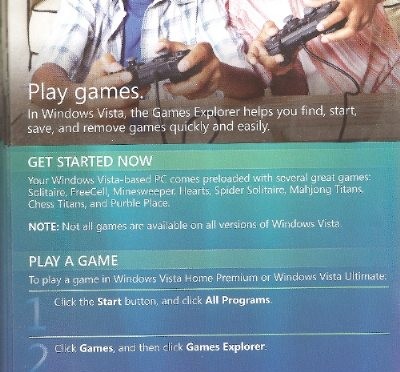 Play games.
In Windows Vista, the Games Explorer helps you find, start,
save, and remove games quickly and easily.
GET STARTED NOW
Your Windows Vista-based PC comes preloaded with several great games:
Solitaire, FreeCell, Minesweeper, Hearts, Spider Solitaire, Mahjong Titans,
Chess Titans, and Purble Place.
NOTE: Not all games are available on all versions of Windows Vista.
PLAY A GAME
To play a game in Windows Vista Home Premium or Windows Vista Ultimate:
1 Click the Start button, and click All Programs.
2 Click Games, and then click Games Explorer.